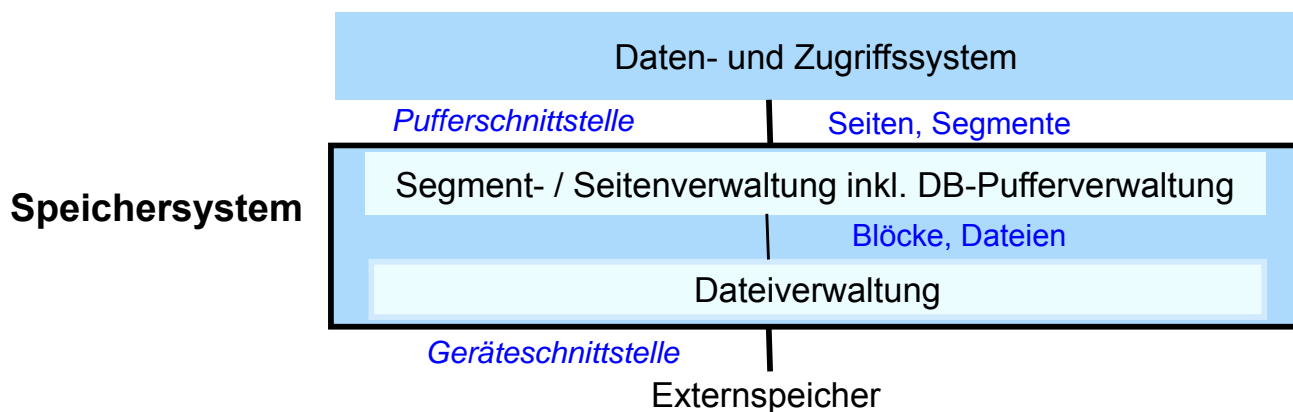 Daten- und Zugriffssystem
Pufferschnittstelle
Seiten, Segmente
Speichersystem
Segment- / Seitenverwaltung inkl. DB-Pufferverwaltung
Blöcke, Dateien
Dateiverwaltung
Geräteschnittstelle
Externspeicher